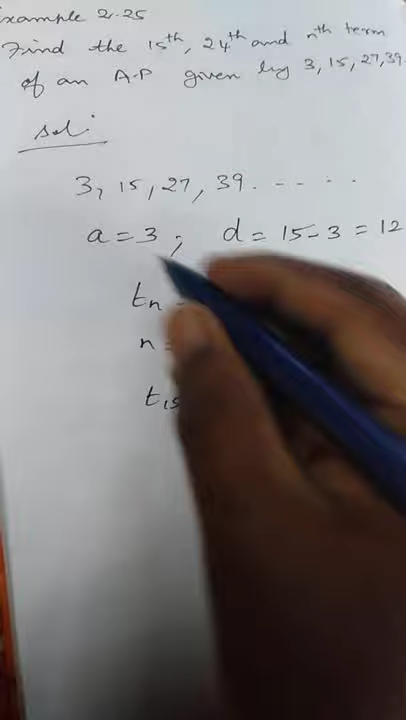 Example 2.25
Find the 15th, 24th and nth term
of an A.P given by 3, 15, 27, 39.
sol:
3, 15, 27, 39. - - - . .
a = 3 ; d = 15 - 3 = 12
tn =
n =
t15